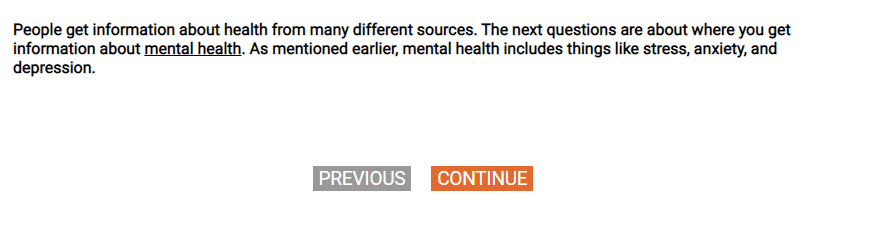 People get information about health from many different sources. The next questions are about where you get
information about mental health. As mentioned earlier, mental health includes things like stress, anxiety, and
depression.
PREVIOUS CONTINUE